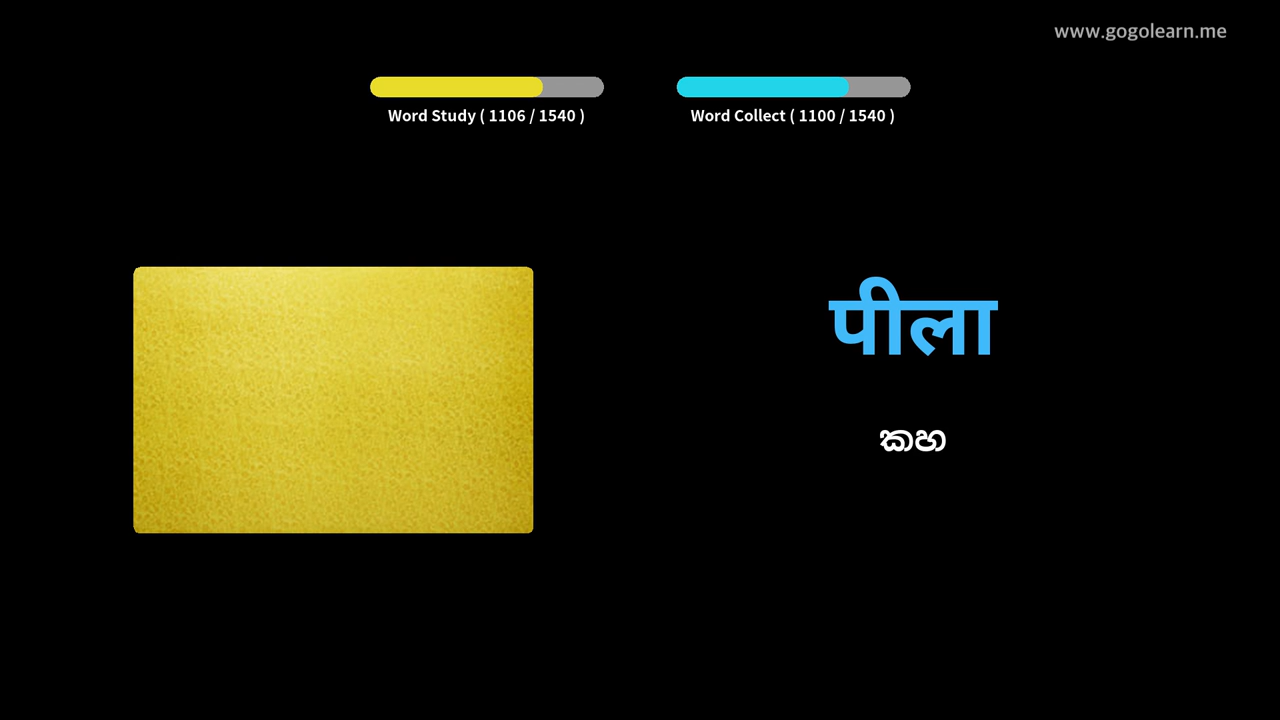 www.gogolearn.me
Word Study ( 1106 / 1540 )
Word Collect ( 1100 / 1540 )
पीला
කහ